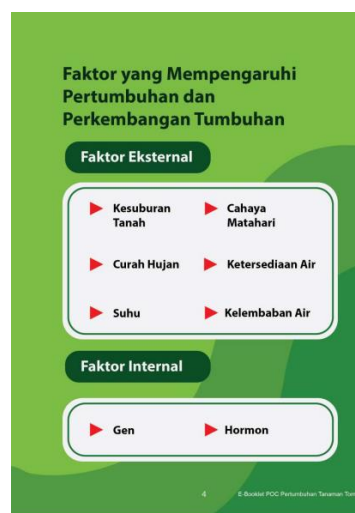 Faktor yang Mempengaruhi
Pertumbuhan dan
Perkembangan Tumbuhan
Faktor Eksternal
Kesuburan
Tanah
Cahaya
Matahari
Curah Hujan
Ketersediaan Air
Suhu
Kelembaban Air
Faktor Internal
Gen
Hormon
4
E-Booklet POC Pertumbuhan Tanaman